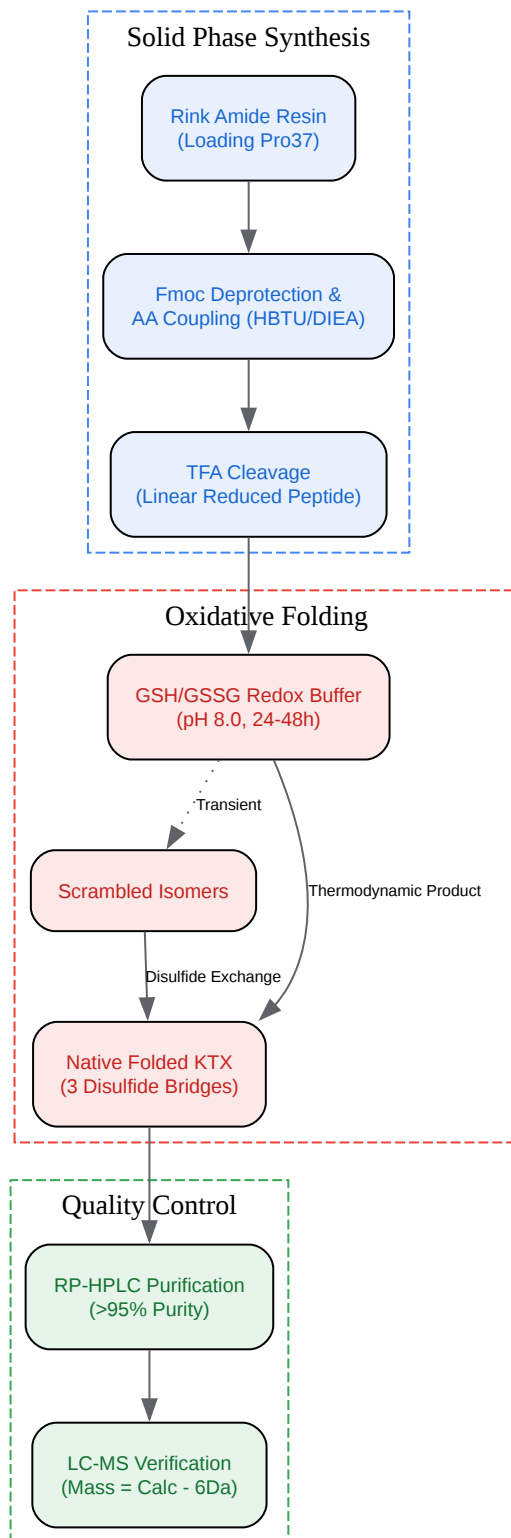 Solid Phase Synthesis
Rink Amide Resin
(Loading Pro37)
Fmoc Deprotection &
AA Coupling (HBTU/DIEA)
TFA Cleavage
(Linear Reduced Peptide)
Oxidative Folding
GSH/GSSG Redox Buffer
(pH 8.0, 24-48h)
Transient
Scrambled Isomers
Thermodynamic Product
Disulfide Exchange
Native Folded KTX
(3 Disulfide Bridges)
Quality Control
RP-HPLC Purification
(>95% Purity)
LC-MS Verification
(Mass = Calc - 6Da)